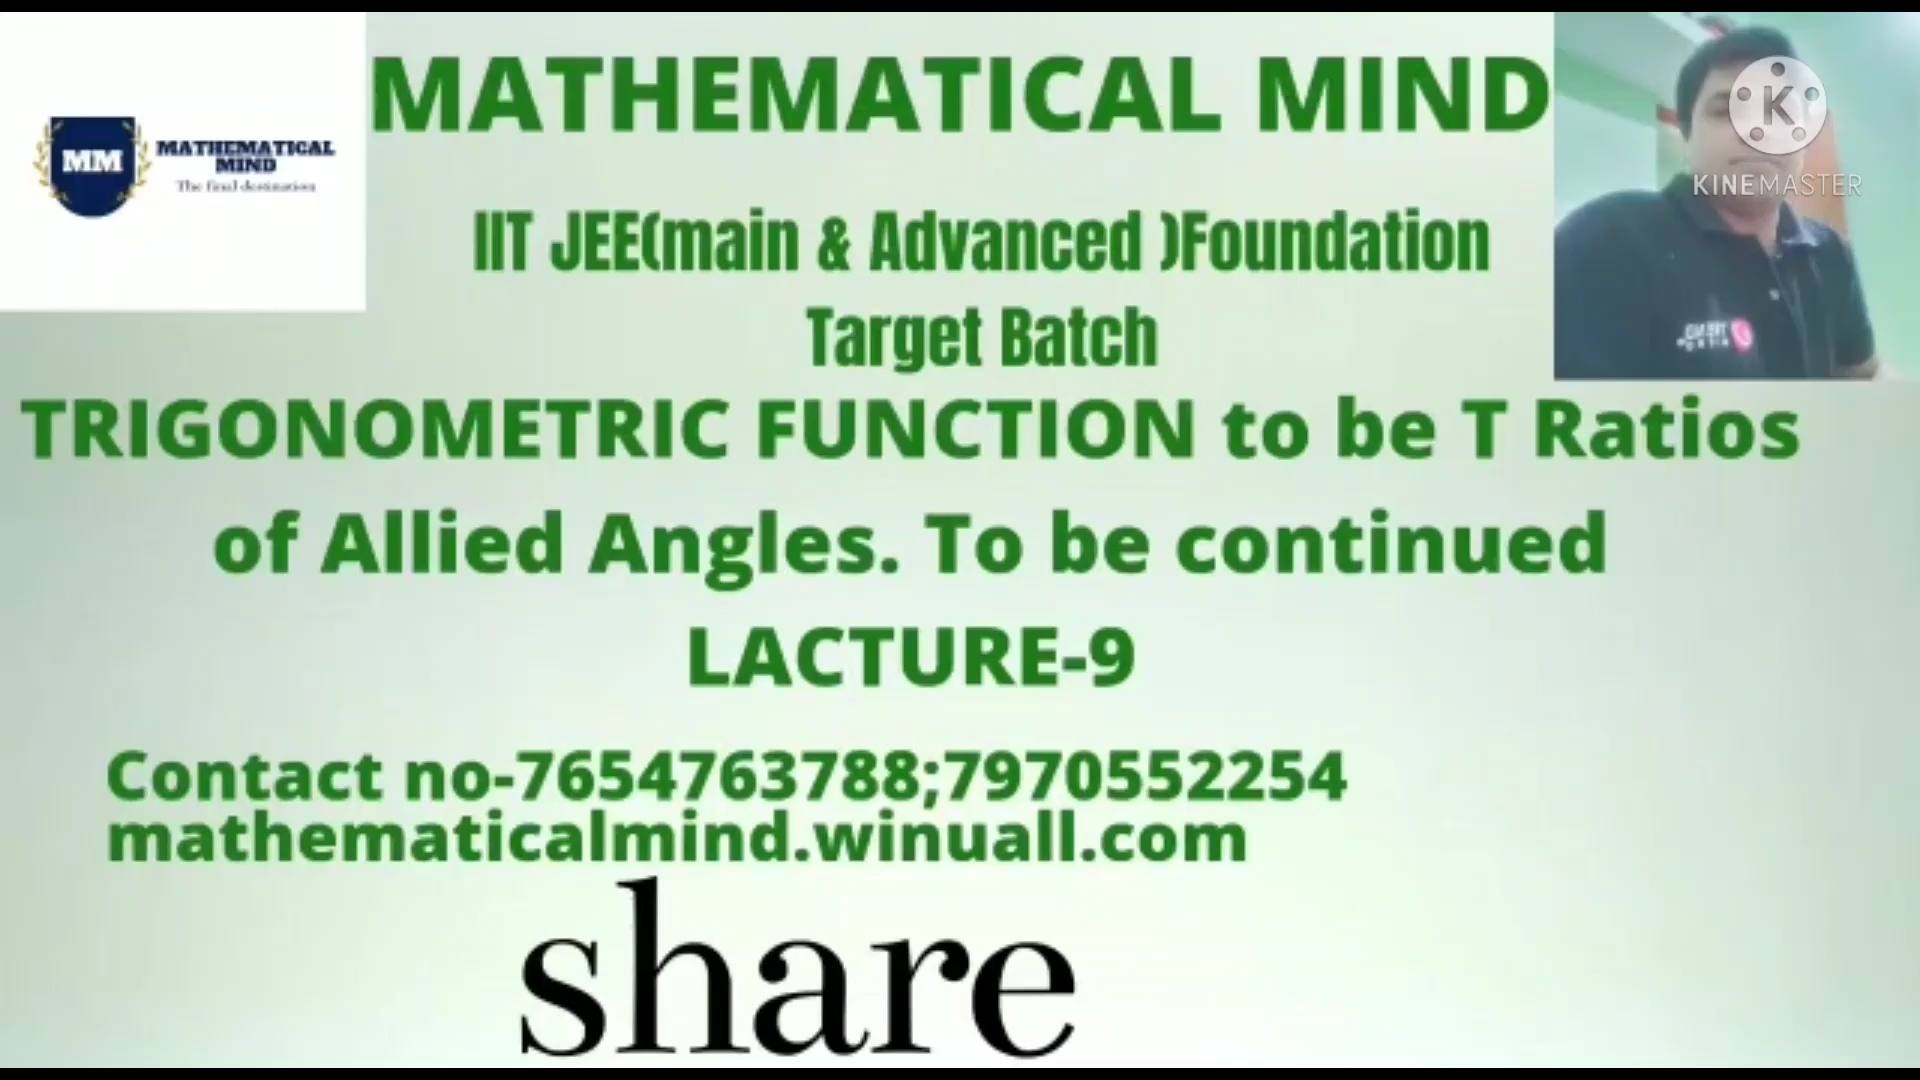 MATHEMATICAL MIND
MM
MATHEMATICAL
MIND
The final destination
KINEMASTER
K
IIT JEE(main & Advanced )Foundation
Target Batch
TRIGONOMETRIC FUNCTION to be T Ratios
of Allied Angles. To be continued
LACTURE-9
Contact no-7654763788;7970552254
mathematicalmind.winuall.com
share